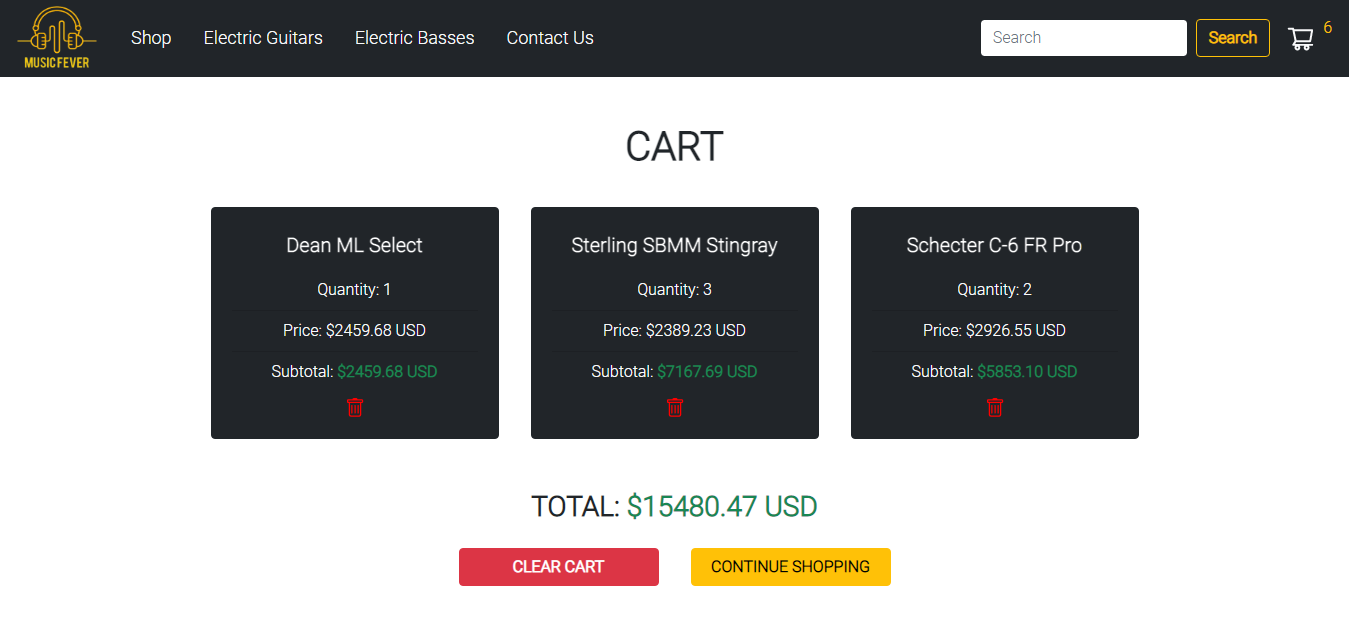 MUSICFEVER
Shop Electric Guitars Electric Basses Contact Us Search Search 6
CART
Dean ML Select
Quantity: 1
Price: $2459.68 USD
Subtotal: $2459.68 USD
Sterling SBMM Stingray
Quantity: 3
Price: $2389.23 USD
Subtotal: $7167.69 USD
Schecter C-6 FR Pro
Quantity: 2
Price: $2926.55 USD
Subtotal: $5853.10 USD
TOTAL: $15480.47 USD
CLEAR CART CONTINUE SHOPPING